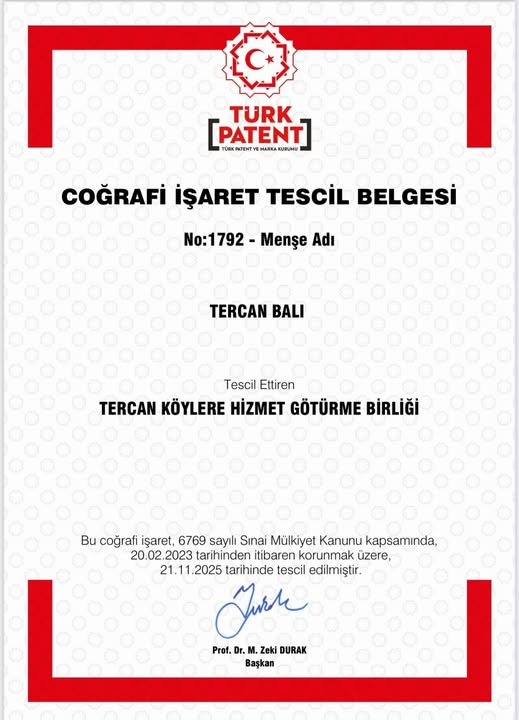 TÜRK
PATENT
TÜRK PATENT VE MARKA KURUMU
COĞRAFİ İŞARET TESCİL BELGESİ
No:1792 - Menşe Adı
TERCAN BALI
Tescil Ettiren
TERCAN KÖYLERE HİZMET GÖTÜRME BİRLİĞİ
Bu coğrafi işaret, 6769 sayılı Sınai Mülkiyet Kanunu kapsamında,
20.02.2023 tarihinden itibaren korunmak üzere,
21.11.2025 tarihinde tescil edilmiştir.
Prof. Dr. M. Zeki DURAK
Başkan